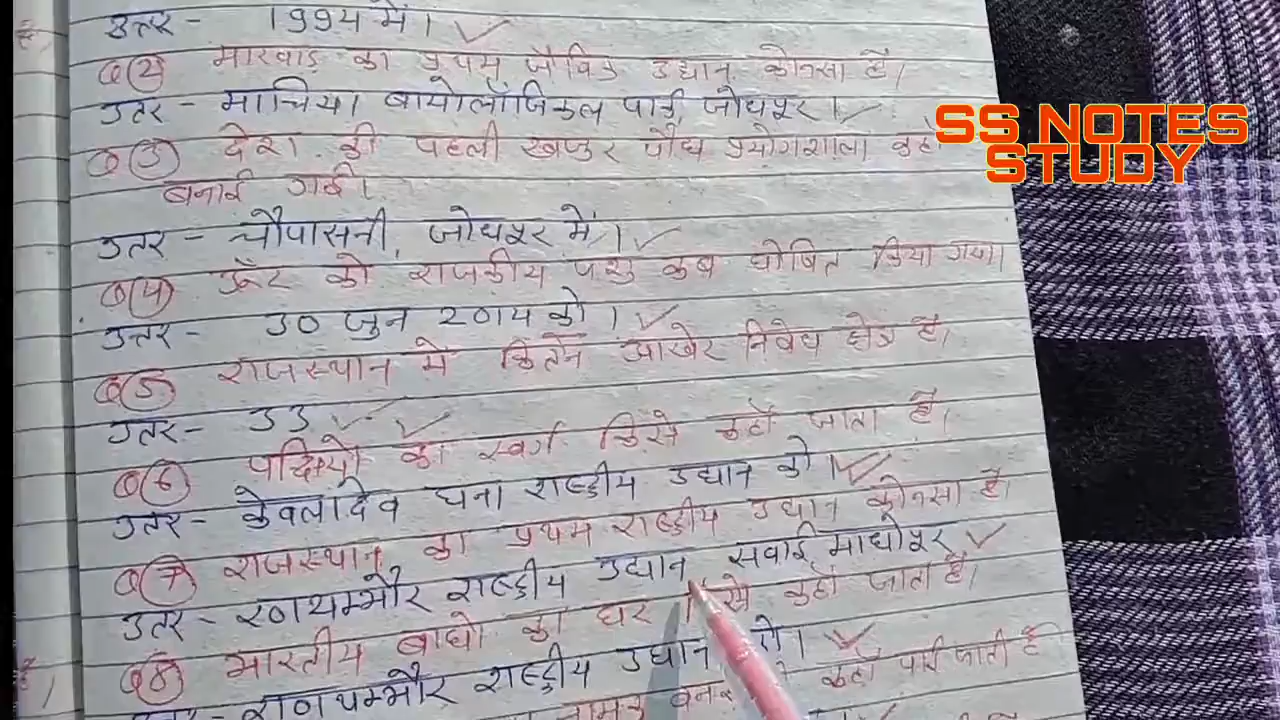 उत्तर - 1994 में।
Q(2) मारवाड़ का प्रथम जैविक उद्यान कौनसा है।
उत्तर - माचिया बायोलॉजिकल पार्क, जोधपुर।
Q(3) देश की पहली खजूर पौध प्रयोगशाला कहाँ
बनाई गई।
उत्तर - चौपासनी, जोधपुर में।
Q(4) ऊँट को राजकीय पशु कब घोषित किया गया।
उत्तर - 30 जुन 2014 को।
Q(5) राजस्थान में कितने आखेट निषेध क्षेत्र है।
उत्तर - 33
Q(6) पक्षियों का स्वर्ग किसे कहाँ जाता है।
उत्तर - केवलादेव घना राष्ट्रीय उद्यान को।
Q(7) राजस्थान का प्रथम राष्ट्रीय उद्यान कोनसा है।
उत्तर - रणथम्भौर राष्ट्रीय उद्यान सवाई माधोपुर
Q(8) भारतीय बाघो का घर कहाँ जाता है।
उत्तर - रणथम्भौर राष्ट्रीय उद्यान
कहाँ पाई जाती है
SS NOTES
STUDY